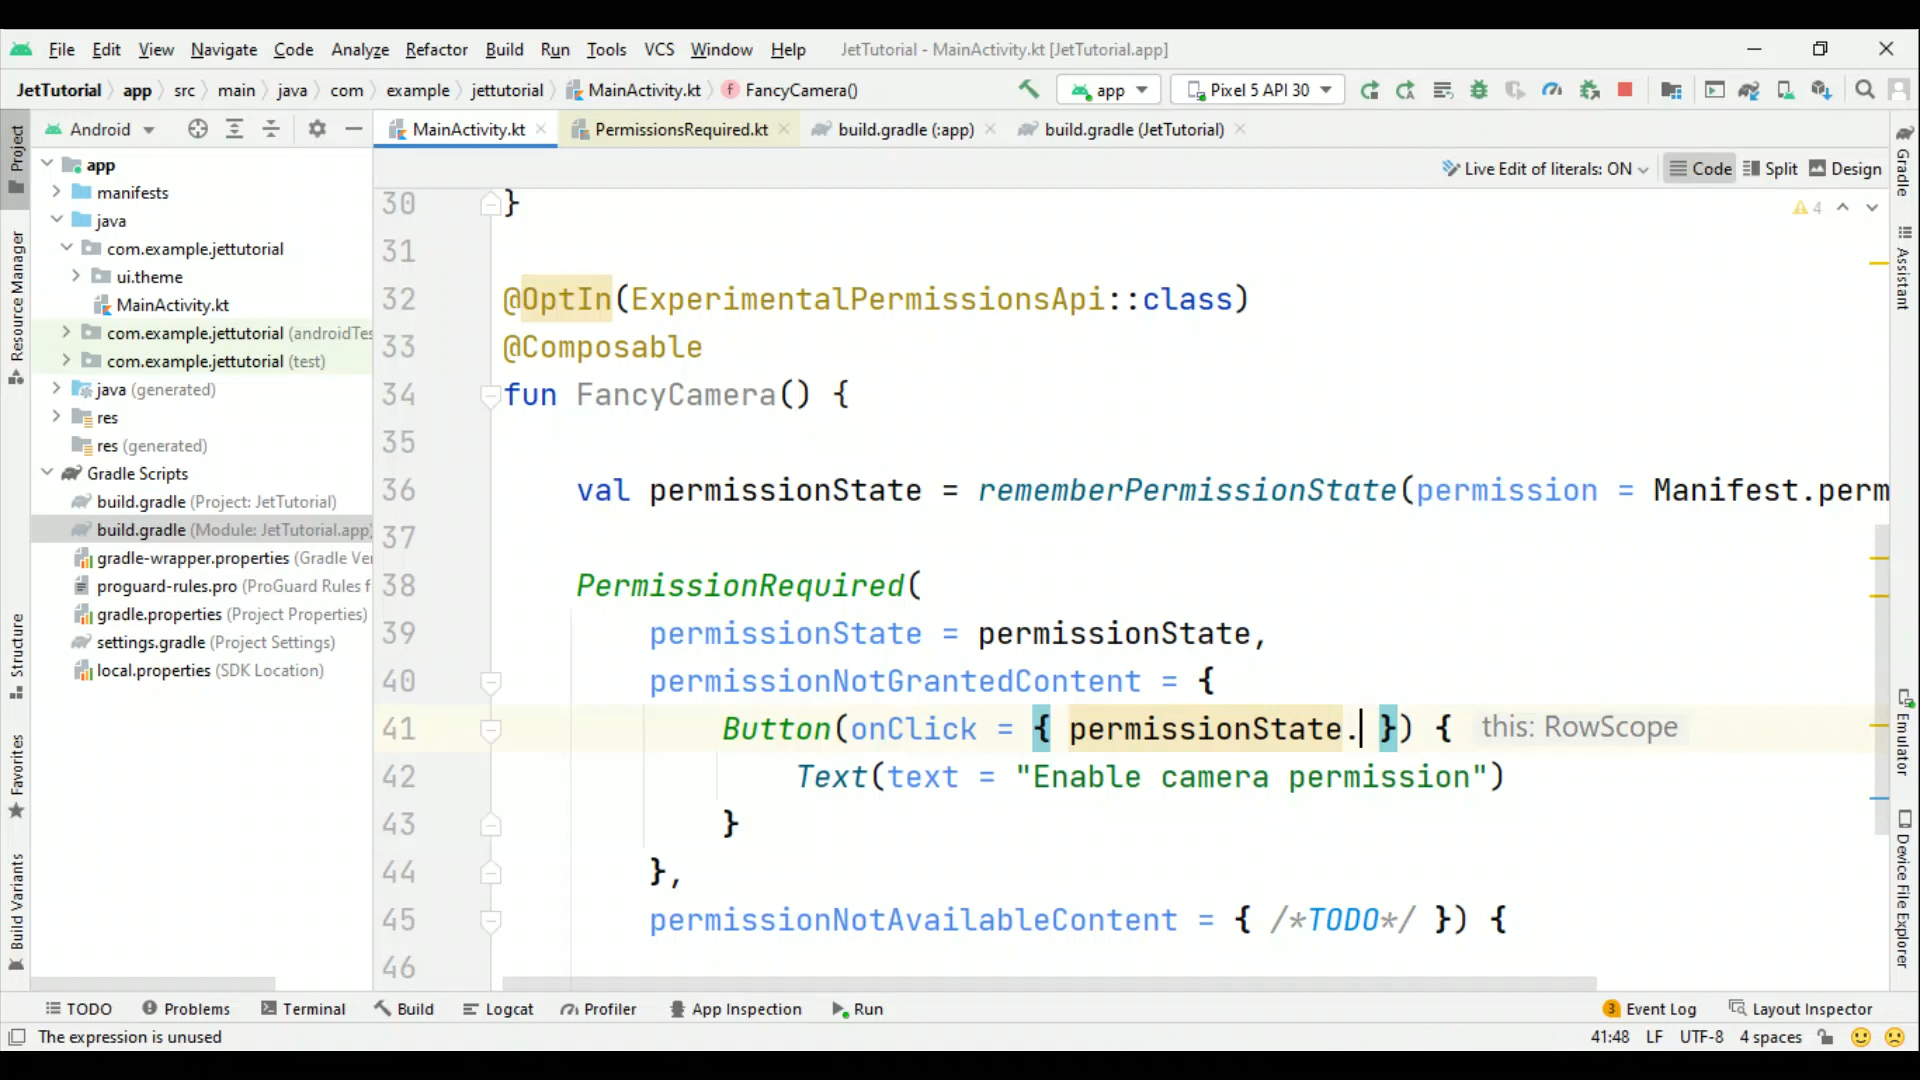 File Edit View Navigate Code Analyze Refactor Build Run Tools VCS Window Help JetTutorial - MainActivity.kt [JetTutorial.app]
JetTutorial app src main java com example jettutorial MainActivity.kt FancyCamera() app Pixel 5 API 30
Android MainActivity.kt PermissionsRequired.kt build.gradle (:app) build.gradle (JetTutorial)
Live Edit of literals: ON Code Split Design
4
Project
Resource Manager
Structure
Favorites
Build Variants
app
manifests
java
com.example.jettutorial
ui.theme
MainActivity.kt
com.example.jettutorial (androidTes
com.example.jettutorial (test)
java (generated)
res
res (generated)
Gradle Scripts
build.gradle (Project: JetTutorial)
build.gradle (Module: JetTutorial.app)
gradle-wrapper.properties (Gradle Ver
proguard-rules.pro (ProGuard Rules f
gradle.properties (Project Properties)
settings.gradle (Project Settings)
local.properties (SDK Location)
30 }
31
32 @OptIn(ExperimentalPermissionsApi::class)
33 @Composable
34 fun FancyCamera() {
35
36 val permissionState = rememberPermissionState(permission = Manifest.perm
37
38 PermissionRequired(
39 permissionState = permissionState,
40 permissionNotGrantedContent = {
41 Button(onClick = { permissionState. }) { this: RowScope
42 Text(text = "Enable camera permission")
43 }
44 },
45 permissionNotAvailableContent = { /*TODO*/ }) {
46
Gradle
Assistant
Emulator
Device File Explorer
TODO Problems Terminal Build Logcat Profiler App Inspection Run 3 Event Log Layout Inspector
The expression is unused 41:48 LF UTF-8 4 spaces